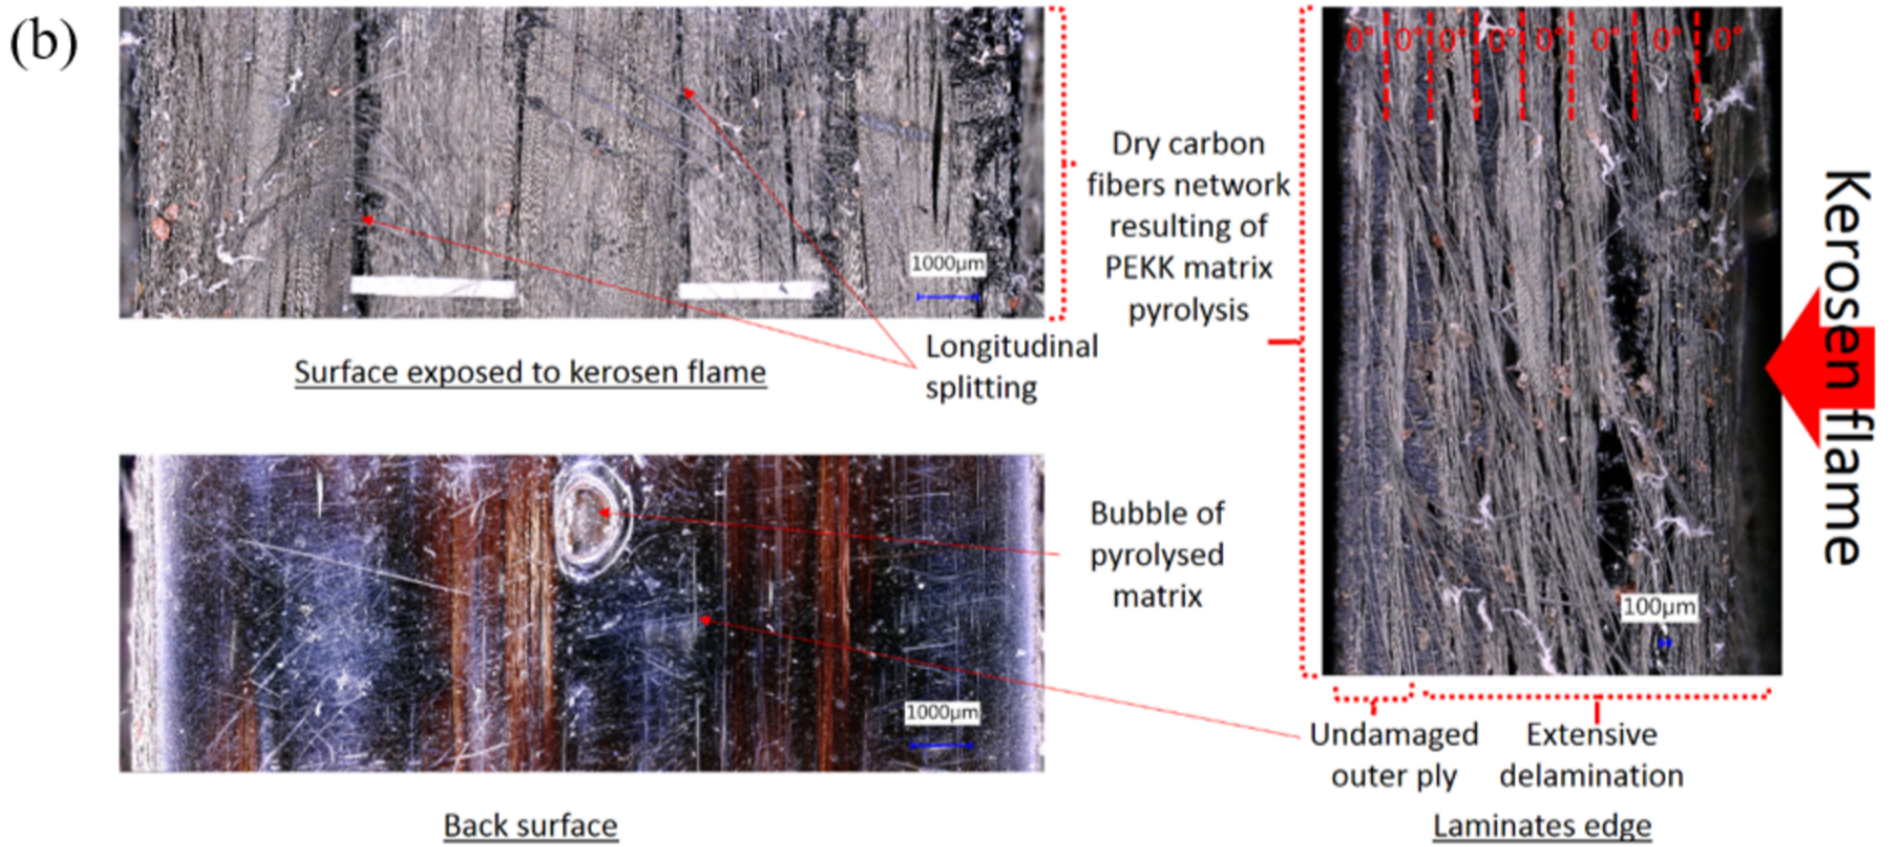 (b)
1000µm
Surface exposed to kerosen flame
Longitudinal
splitting
Dry carbon
fibers network
resulting of
PEKK matrix
pyrolysis
0° 0° 0° 0° 0° 0° 0° 0°
100µm
Kerosen flame
1000µm
Back surface
Bubble of
pyrolysed
matrix
Undamaged
outer ply
Extensive
delamination
Laminates edge